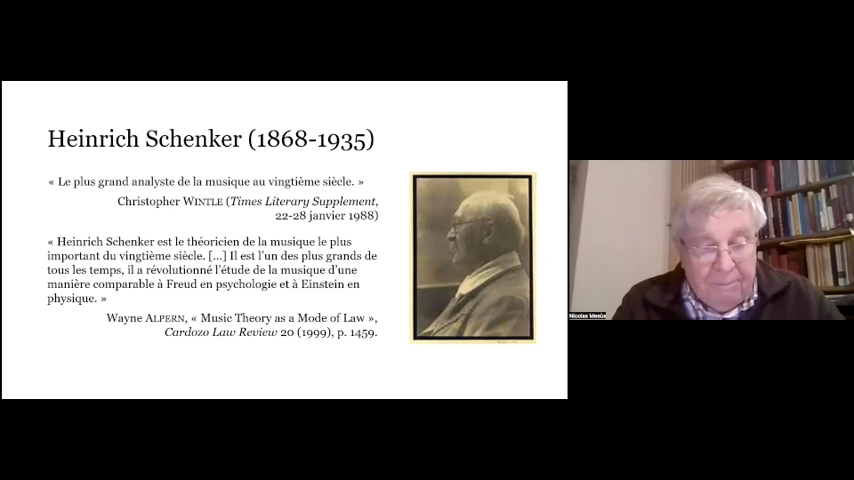 Heinrich Schenker (1868-1935)
« Le plus grand analyste de la musique au vingtième siècle. »
Christopher WINTLE (Times Literary Supplement,
22-28 janvier 1988)
« Heinrich Schenker est le théoricien de la musique le plus
important du vingtième siècle. [...] Il est l'un des plus grands de
tous les temps, il a révolutionné l'étude de la musique d'une
manière comparable à Freud en psychologie et à Einstein en
physique. »
Wayne ALPERN, « Music Theory as a Mode of Law »,
Cardozo Law Review 20 (1999), p. 1459.
Nicolas Meeùs